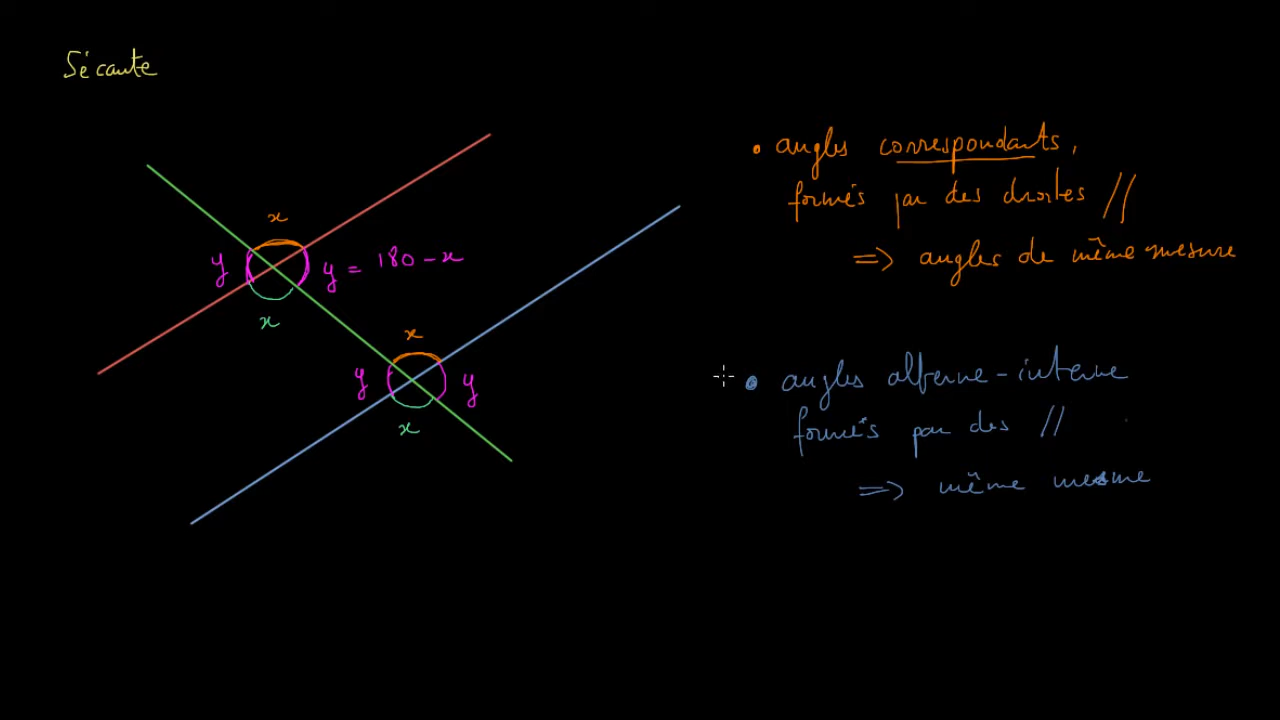 Sécante
• angles correspondants,
formés par des droites //
=> angles de même mesure
x
y
y = 180 - x
x
x
y
y
x
• angles alterne-interne
formés par des //
=> même mesure